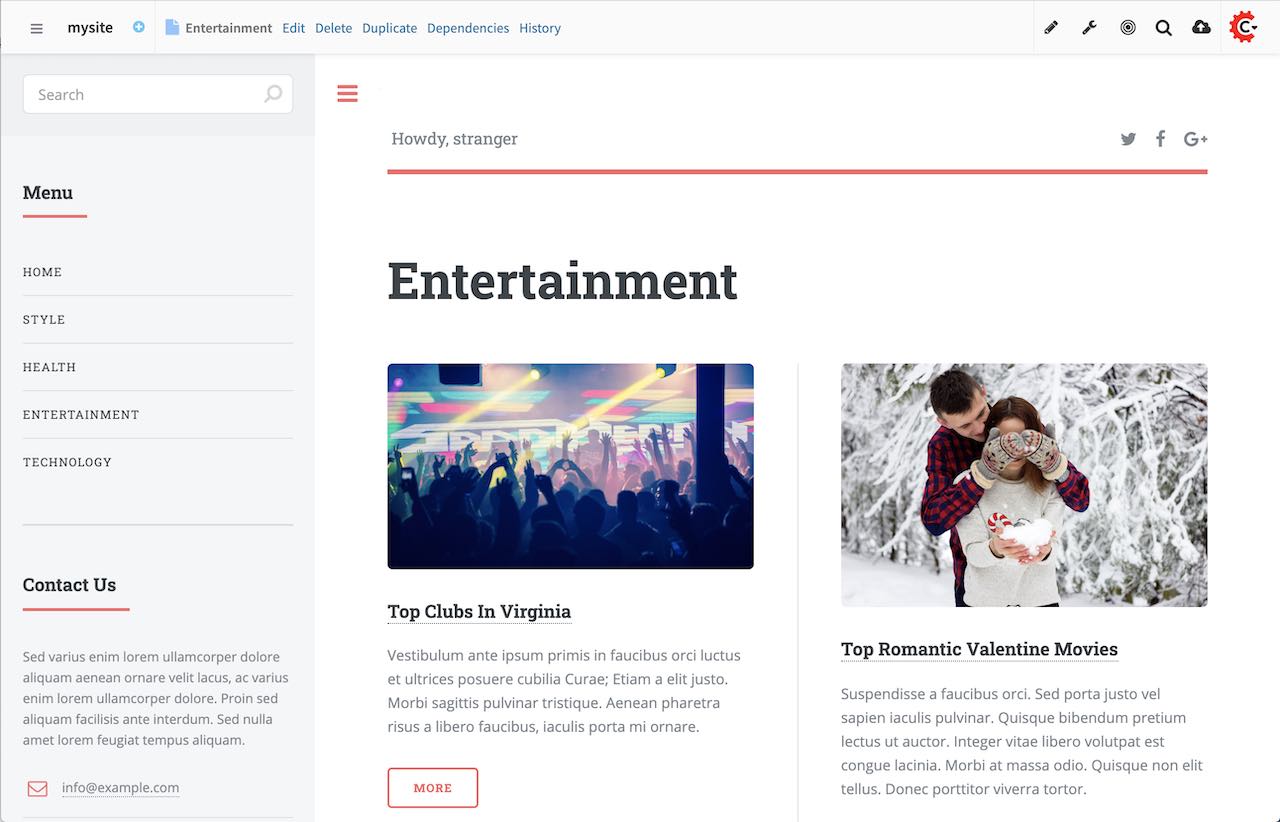 mysite Entertainment Edit Delete Duplicate Dependencies History
Search
Howdy, stranger
Menu
HOME
STYLE
HEALTH
ENTERTAINMENT
TECHNOLOGY
Contact Us
Sed varius enim lorem ullamcorper dolore
aliquam aenean ornare velit lacus, ac varius
enim lorem ullamcorper dolore. Proin sed
aliquam facilisis ante interdum. Sed nulla
amet lorem feugiat tempus aliquam.
info@example.com
Entertainment
Top Clubs In Virginia
Vestibulum ante ipsum primis in faucibus orci luctus
et ultrices posuere cubilia Curae; Etiam a elit justo.
Morbi sagittis pulvinar tristique. Aenean pharetra
risus a libero faucibus, iaculis porta mi ornare.
MORE
Top Romantic Valentine Movies
Suspendisse a faucibus orci. Sed porta justo vel
sapien iaculis pulvinar. Quisque bibendum pretium
lectus ut auctor. Integer vitae libero volutpat est
congue lacinia. Morbi at massa odio. Quisque non elit
tellus. Donec porttitor viverra tortor.